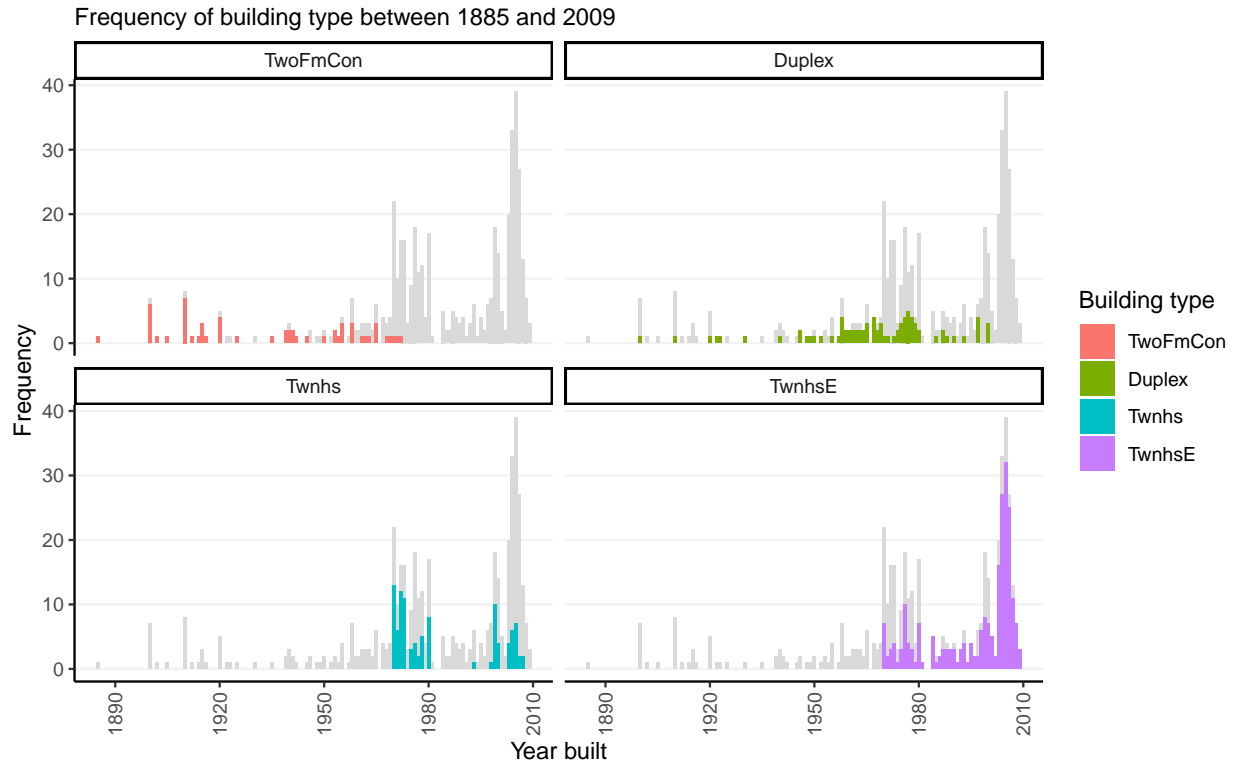 Frequency of building type between 1885 and 2009
TwoFmCon
Duplex
40
30
20
10
0
Twnhs
TwnhsE
40
30
20
10
0
Frequency
1890
1920
1950
1980
2010
1890
1920
1950
1980
2010
Year built
Building type
TwoFmCon
Duplex
Twnhs
TwnhsE